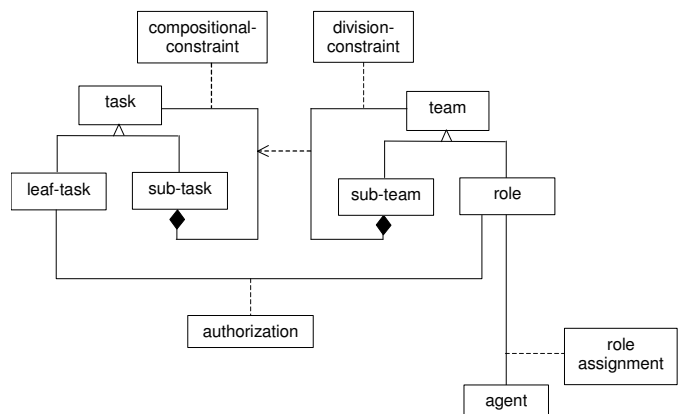 compositional-
constraint
division-
constraint
task
team
leaf-task
sub-task
sub-team
role
authorization
role
assignment
agent